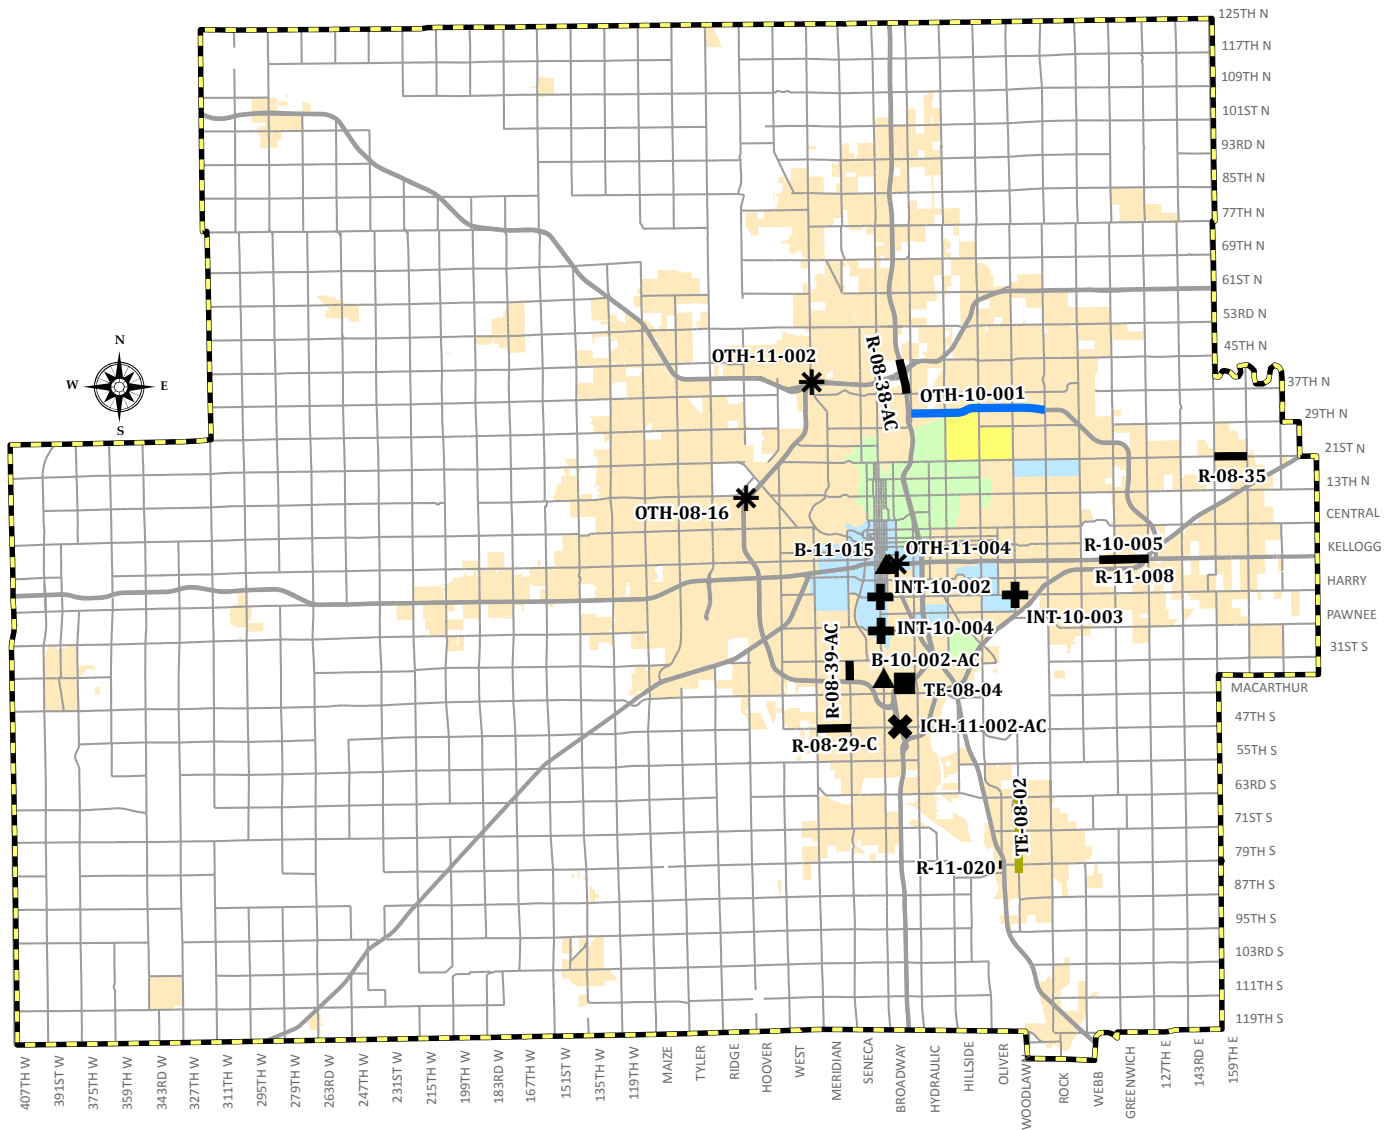 125TH N
117TH N
109TH N
101ST N
93RD N
85TH N
77TH N
69TH N
61ST N
53RD N
45TH N
37TH N
29TH N
21ST N
13TH N
CENTRAL
KELLOGG
HARRY
PAWNEE
31ST S
MACARTHUR
47TH S
55TH S
63RD S
71ST S
79TH S
87TH S
95TH S
103RD S
111TH S
119TH S
N
W E
S
OTH-11-002
R-08-38-AC
OTH-10-001
R-08-35
OTH-08-16
B-11-015
OTH-11-004
R-10-005
R-11-008
INT-10-002
INT-10-003
INT-10-004
R-08-39-AC
B-10-002-AC
TE-08-04
ICH-11-002-AC
R-08-29-C
TE-08-02
R-11-020
407TH W
391ST W
375TH W
359TH W
343RD W
327TH W
311TH W
295TH W
279TH W
263RD W
247TH W
231ST W
215TH W
199TH W
183RD W
167TH W
151ST W
135TH W
119TH W
MAIZE
TYLER
RIDGE
HOOVER
WEST
MERIDIAN
SENECA
BROADWAY
HYDRAULIC
HILLSIDE
OLIVER
WOODLAWN
ROCK
WEBB
GREENWICH
127TH E
143RD E
159TH E